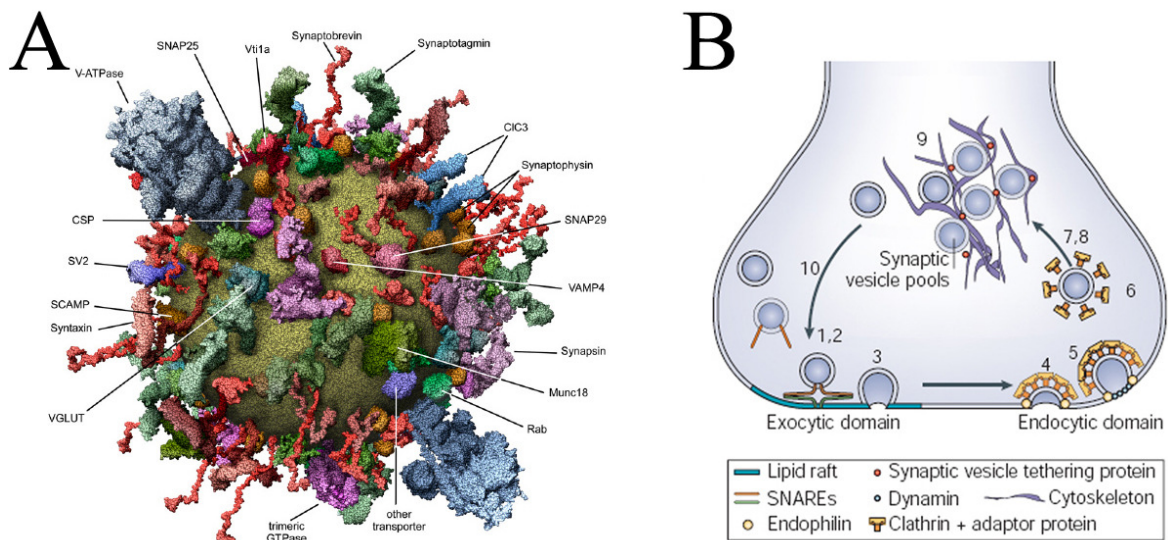 A
SNAP25
Vti1a
Synaptobrevin
Synaptotagmin
V-ATPase
ClC3
Synaptophysin
CSP
SNAP29
SV2
VAMP4
SCAMP
Syntaxin
Synapsin
Munc18
VGLUT
Rab
other
transporter
trimeric
GTPase
B
9
10
Synaptic
vesicle pools
7,8
6
1,2
3
4
5
Exocytic domain
Endocytic domain
Lipid raft
Synaptic vesicle tethering protein
SNAREs
Dynamin
Cytoskeleton
Endophilin
Clathrin + adaptor protein